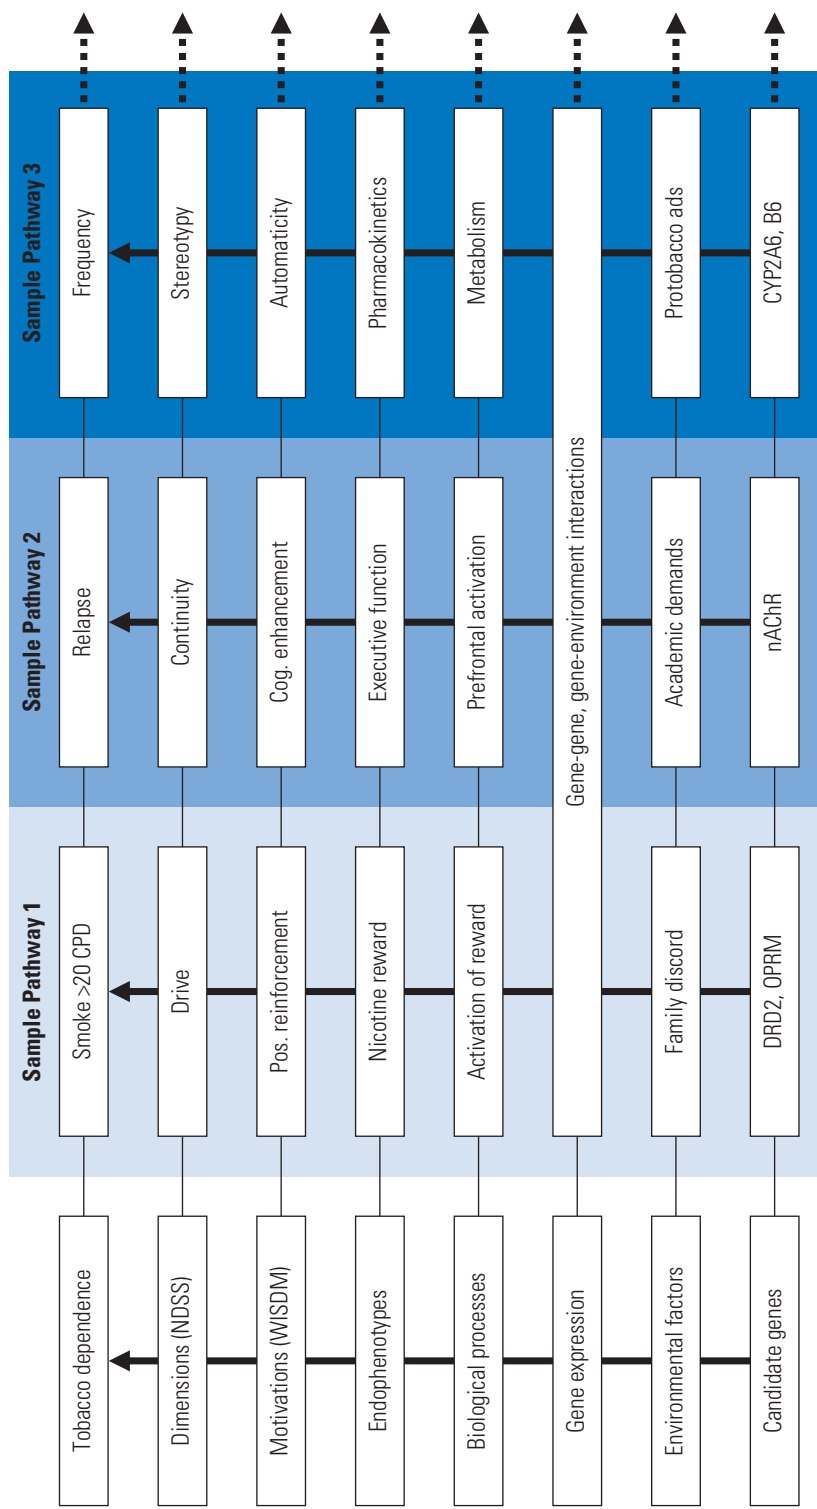 Sample Pathway 1
Sample Pathway 2
Sample Pathway 3
Tobacco dependence
Smoke >20 CPD
Relapse
Frequency
Dimensions (NDSS)
Drive
Continuity
Stereotypy
Motivations (WISDM)
Pos. reinforcement
Cog. enhancement
Automaticity
Endophenotypes
Nicotine reward
Executive function
Pharmacokinetics
Biological processes
Activation of reward
Prefrontal activation
Metabolism
Gene expression
Gene-gene, gene-environment interactions
Environmental factors
Family discord
Academic demands
Protobacco ads
Candidate genes
DRD2, OPRM
nAChR
CYP2A6, B6